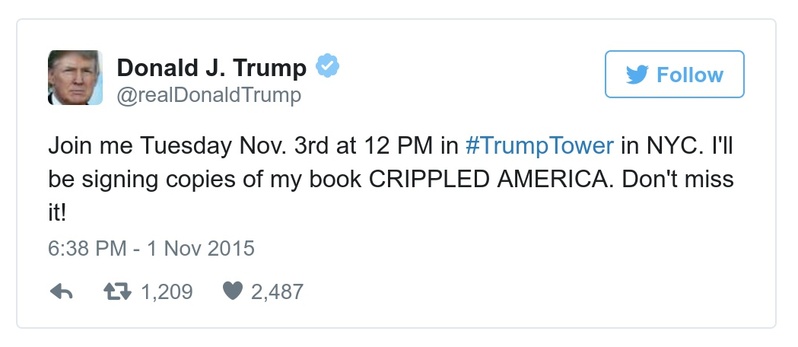 Donald J. Trump
@realDonaldTrump
Follow
Join me Tuesday Nov. 3rd at 12 PM in #TrumpTower in NYC. I'll
be signing copies of my book CRIPPLED AMERICA. Don't miss
it!
6:38 PM - 1 Nov 2015
1,209 2,487